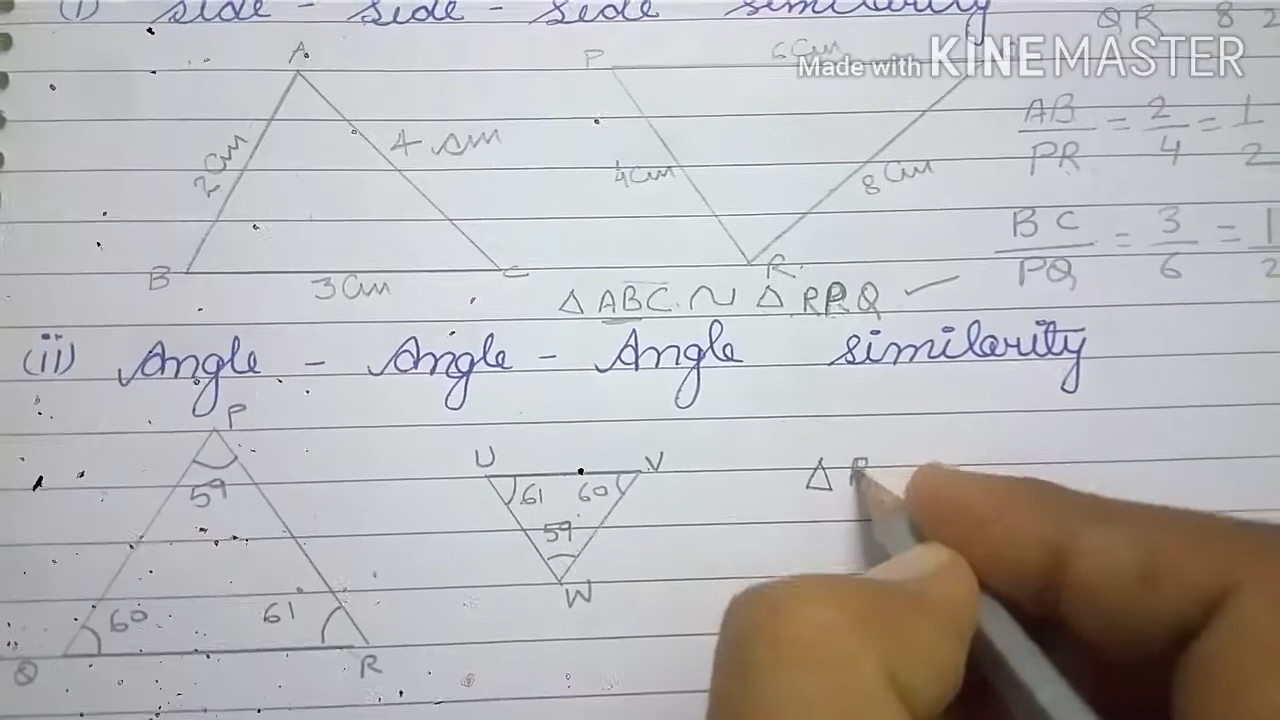 (i) Side - Side - Side similarity
QR 8 2
A
P
6cm
Made with KINEMASTER
2cm
4 cm
4cm
8cm
AB/PR = 2/4 = 1/2
BC/PQ = 3/6 = 1/2
B
3cm
C
R
Δ ABC ~ Δ RPQ ✓
(ii) Angle - Angle - Angle similarity
P
59
60
61
Q
R
U
V
61
60
59
W
Δ P